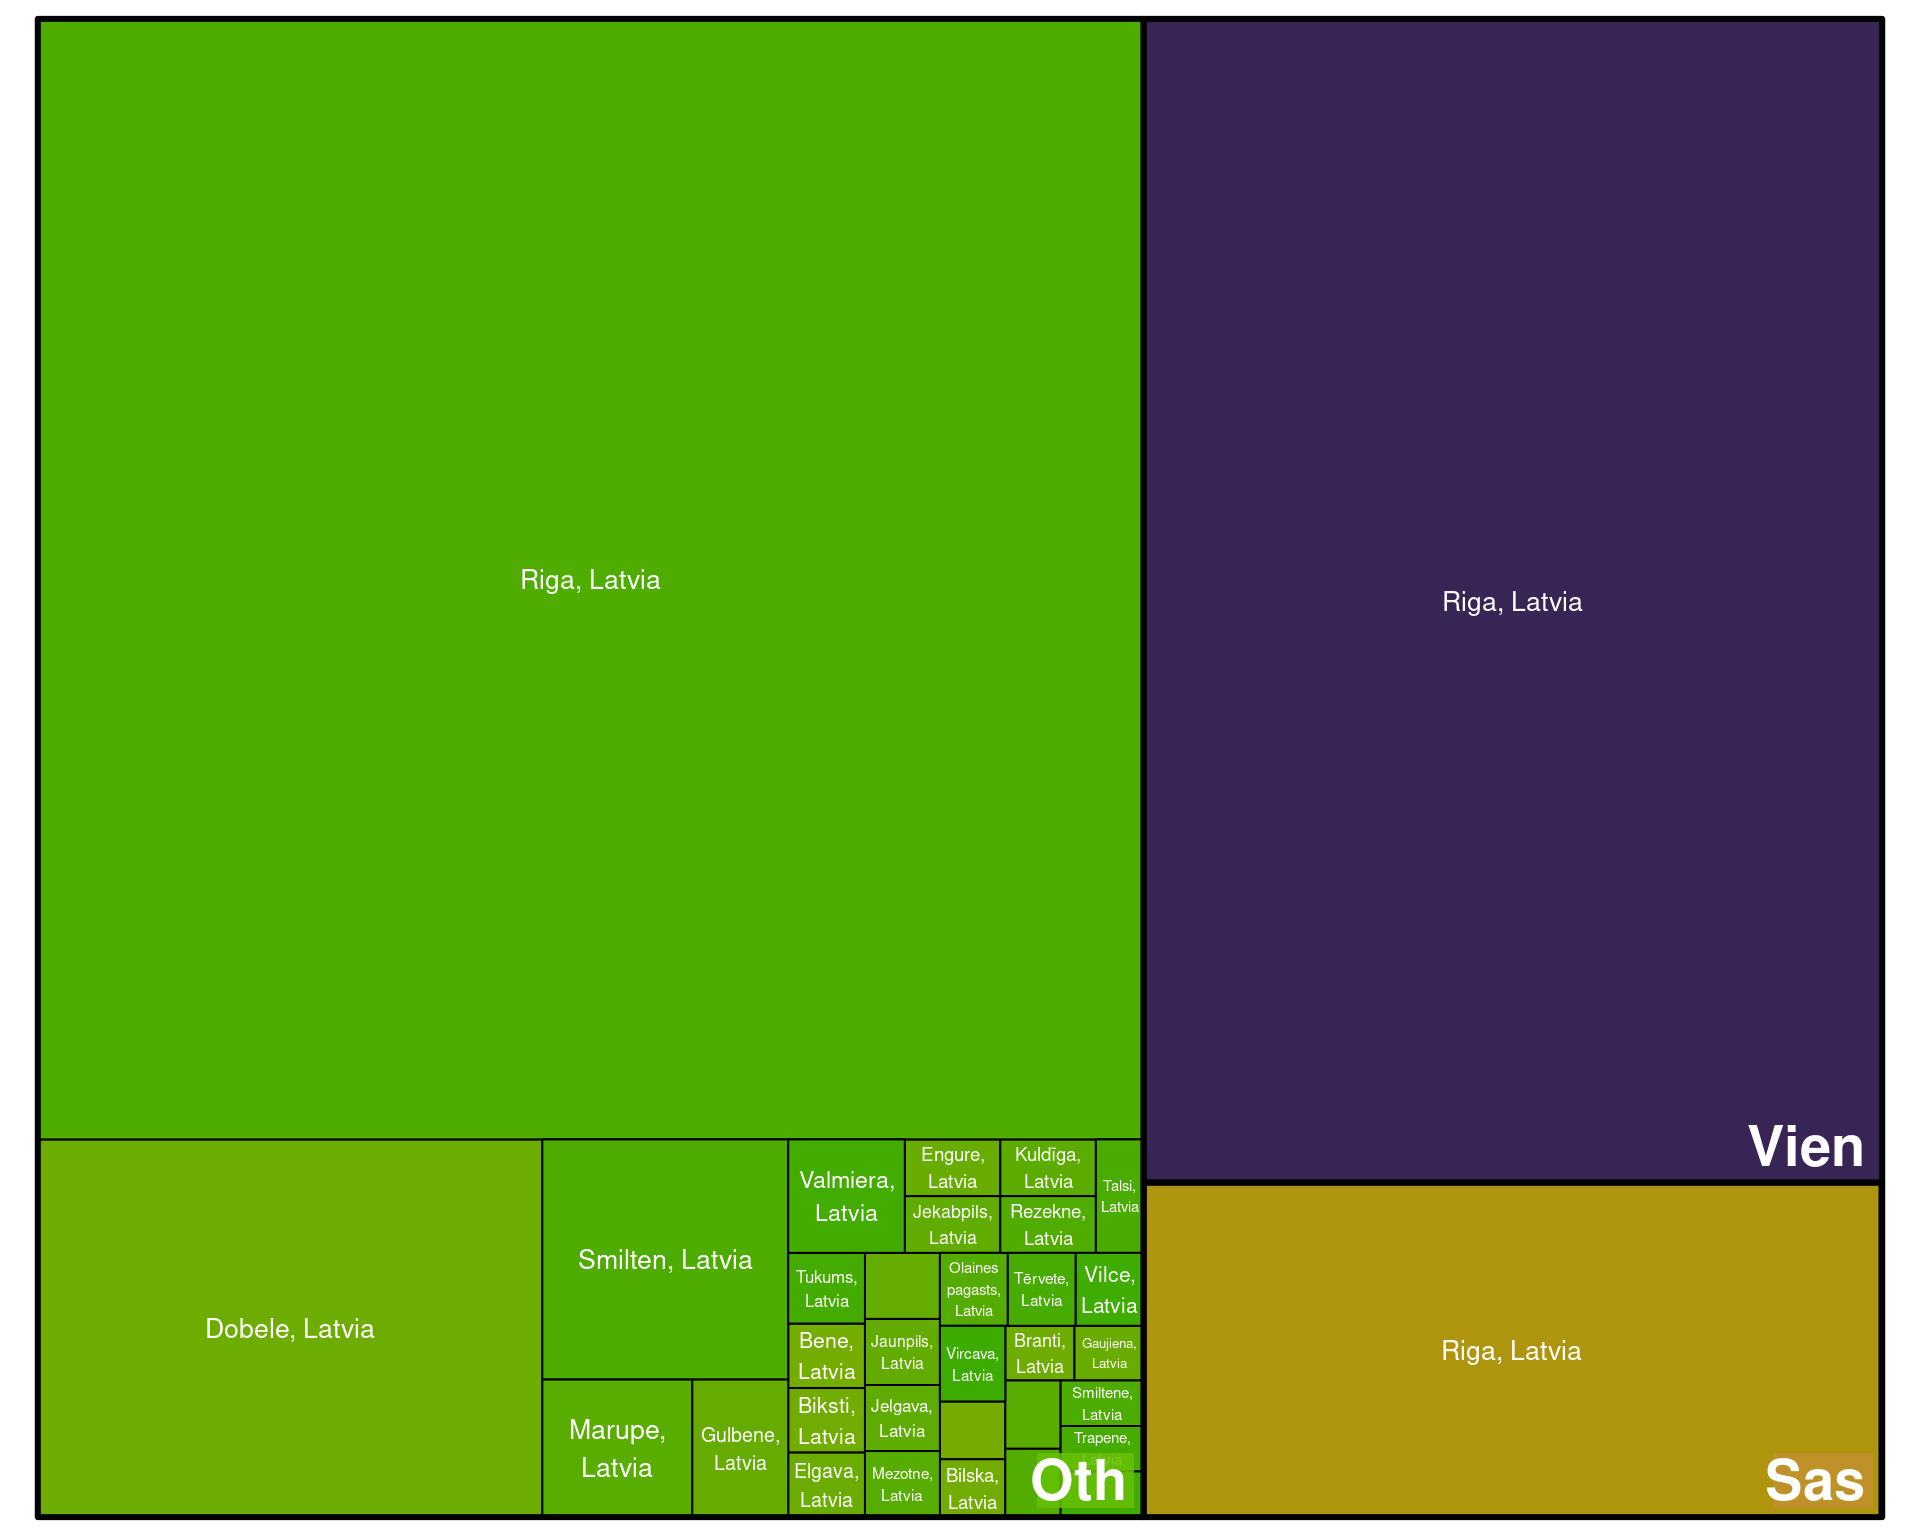 Riga, Latvia
Riga, Latvia
Vien
Dobele, Latvia
Smilten, Latvia
Marupe,
Latvia
Gulbene,
Latvia
Valmiera,
Latvia
Engure,
Latvia
Kuldīga,
Latvia
Talsi,
Latvia
Jekabpils,
Latvia
Rezekne,
Latvia
Tukums,
Latvia
Olaines
pagasts,
Latvia
Tērvete,
Latvia
Vilce,
Latvia
Bene,
Latvia
Jaunpils,
Latvia
Vircava,
Latvia
Branti,
Latvia
Gaujiena,
Latvia
Biksti,
Latvia
Jelgava,
Latvia
Smiltene,
Latvia
Trapene,
Elgava,
Latvia
Mezotne,
Latvia
Bilska,
Latvia
Oth
Riga, Latvia
Sas